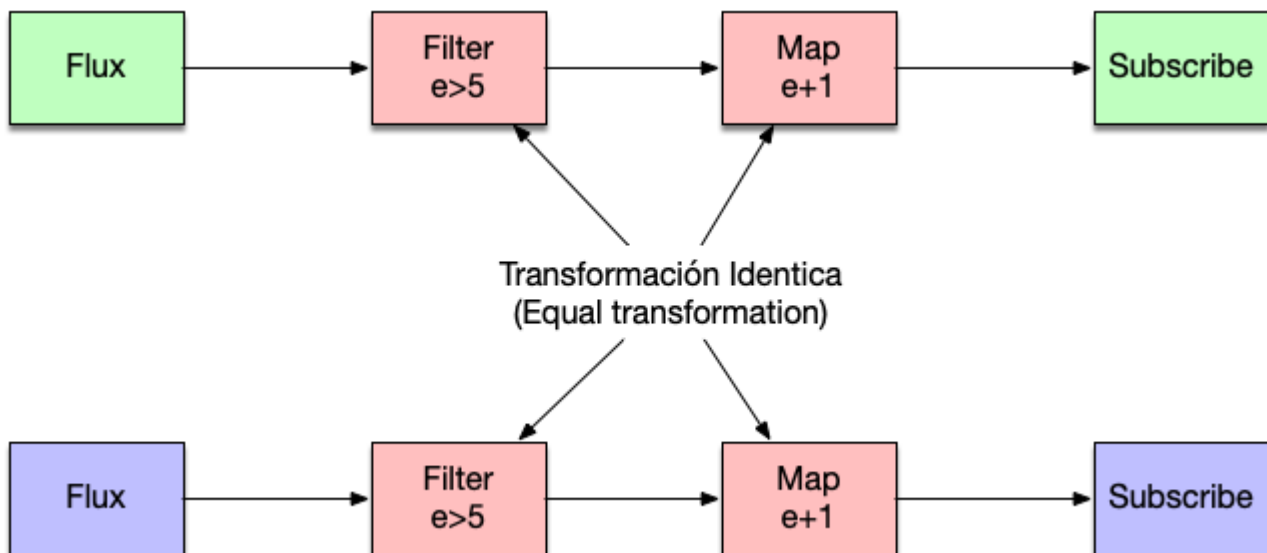 Flux
Filter
e>5
Map
e+1
Subscribe
Transformación Identica
(Equal transformation)
Flux
Filter
e>5
Map
e+1
Subscribe